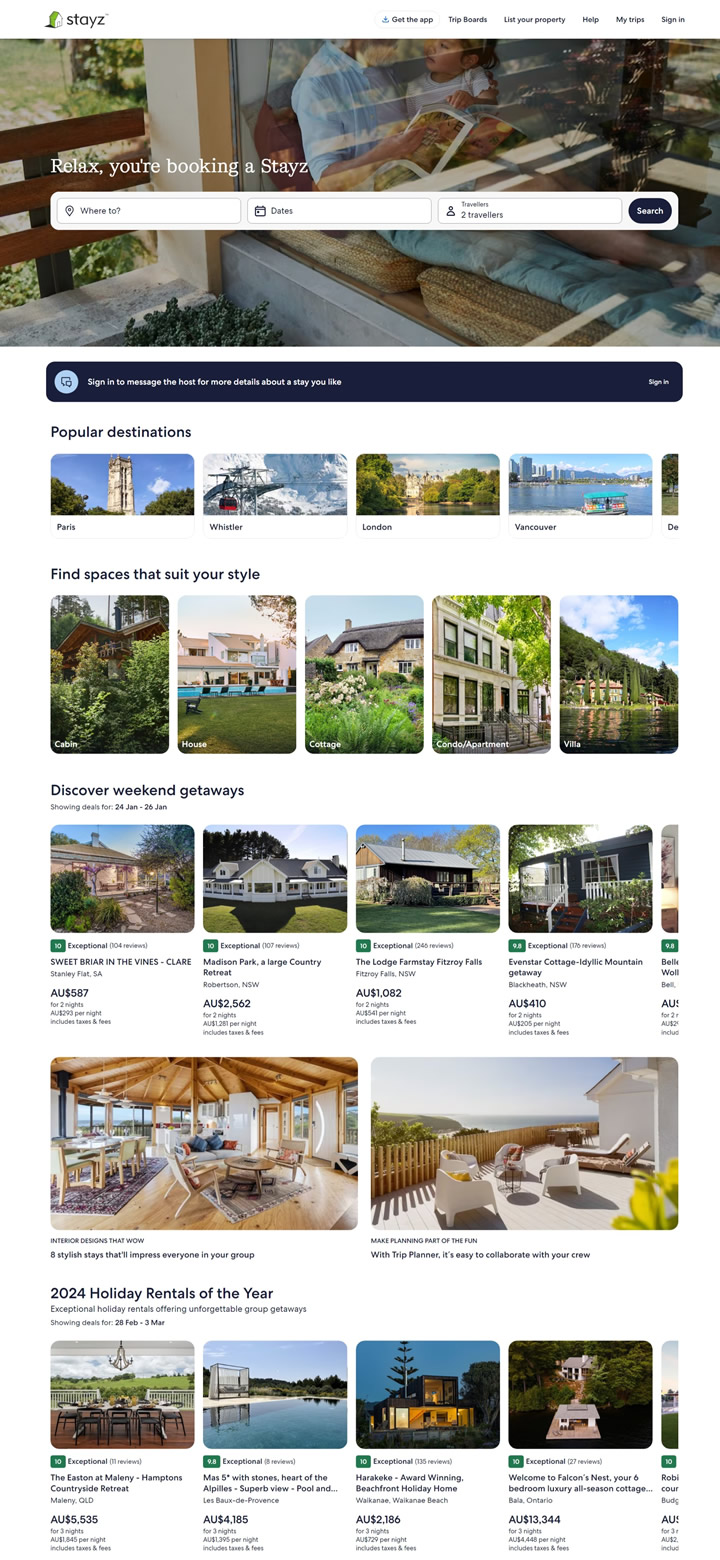 stayz
Get the app
Trip Boards
List your property
Help
My trips
Sign in
Relax, you're booking a Stayz
Where to?
Dates
Travellers
2 travellers
Search
Sign in to message the host for more details about a stay you like
Sign in
Popular destinations
Paris
Whistler
London
Vancouver
De
Find spaces that suit your style
Cabin
House
Cottage
Condo/Apartment
Villa
Discover weekend getaways
Showing deals for: 24 Jan - 26 Jan
10 Exceptional (104 reviews)
SWEET BRIAR IN THE VINES - CLARE
Stanley Flat, SA
AU$587
for 2 nights
AU$293 per night
includes taxes & fees
10 Exceptional (107 reviews)
Madison Park, a large Country
Retreat
Robertson, NSW
AU$2,562
for 2 nights
AU$1,281 per night
includes taxes & fees
10 Exceptional (246 reviews)
The Lodge Farmstay Fitzroy Falls
Fitzroy Falls, NSW
AU$1,082
for 2 nights
AU$541 per night
includes taxes & fees
9.8 Exceptional (176 reviews)
Evenstar Cottage-Idyllic Mountain
getaway
Blackheath, NSW
AU$410
for 2 nights
AU$205 per night
includes taxes & fees
9.8
Belle
Woll
Bell,
AU$
for 2 n
AU$2
includ
INTERIOR DESIGNS THAT WOW
8 stylish stays that'll impress everyone in your group
MAKE PLANNING PART OF THE FUN
With Trip Planner, it's easy to collaborate with your crew
2024 Holiday Rentals of the Year
Exceptional holiday rentals offering unforgettable group getaways
Showing deals for: 28 Feb - 3 Mar
10 Exceptional (11 reviews)
The Easton at Maleny - Hamptons
Countryside Retreat
Maleny, QLD
AU$5,535
for 3 nights
AU$1,845 per night
includes taxes & fees
9.8 Exceptional (8 reviews)
Mas 5* with stones, heart of the
Alpilles - Superb view - Pool and...
Les Baux-de-Provence
AU$4,185
for 3 nights
AU$1,395 per night
includes taxes & fees
10 Exceptional (135 reviews)
Harakeke - Award Winning,
Beachfront Holiday Home
Waikanae, Waikanae Beach
AU$2,186
for 3 nights
AU$729 per night
includes taxes & fees
10 Exceptional (27 reviews)
Welcome to Falcon's Nest, your 6
bedroom luxury all-season cottage...
Bala, Ontario
AU$13,344
for 3 nights
AU$4,448 per night
includes taxes & fees
10
Robi
cour
Budg
AU$
for 3 n
AU$2,
includ